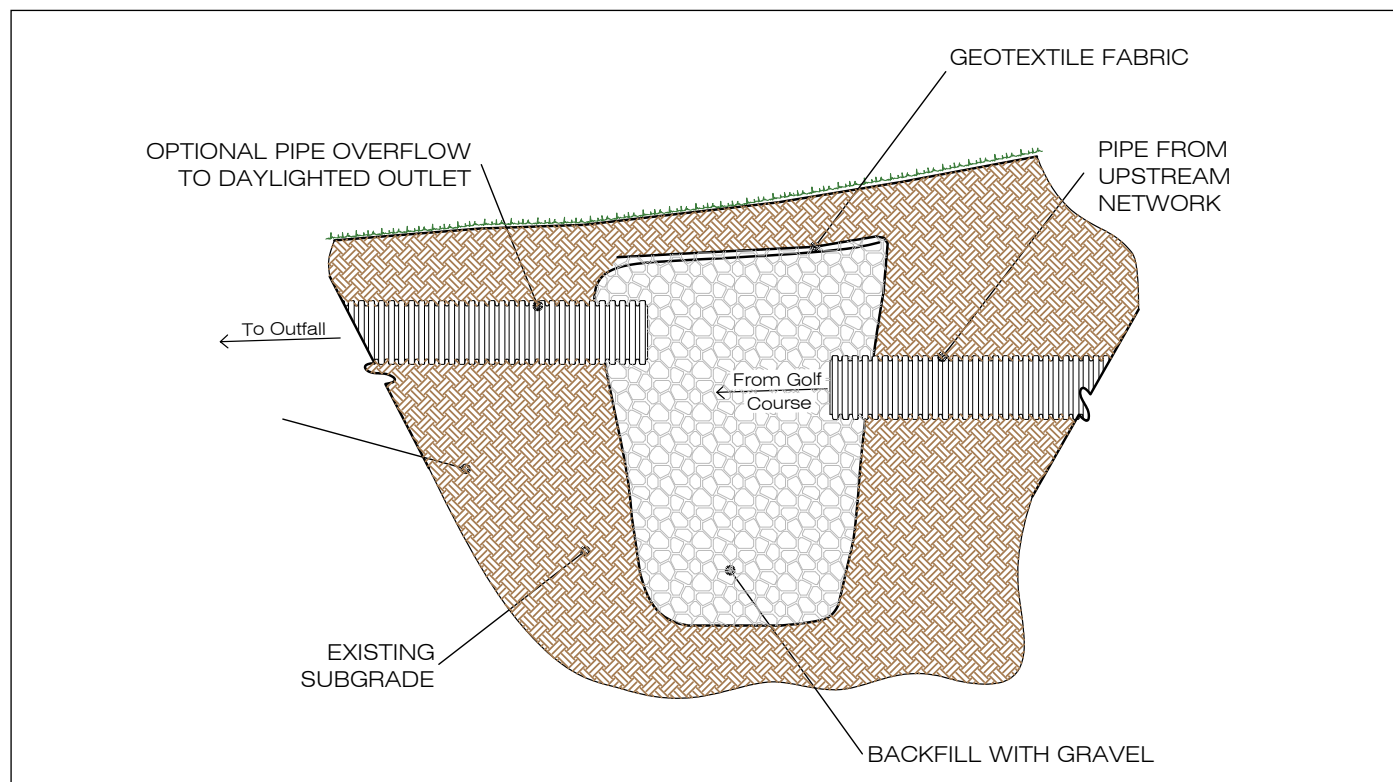 GEOTEXTILE FABRIC
OPTIONAL PIPE OVERFLOW
TO DAYLIGHTED OUTLET
PIPE FROM
UPSTREAM
NETWORK
To Outfall
From Golf
Course
EXISTING
SUBGRADE
BACKFILL WITH GRAVEL